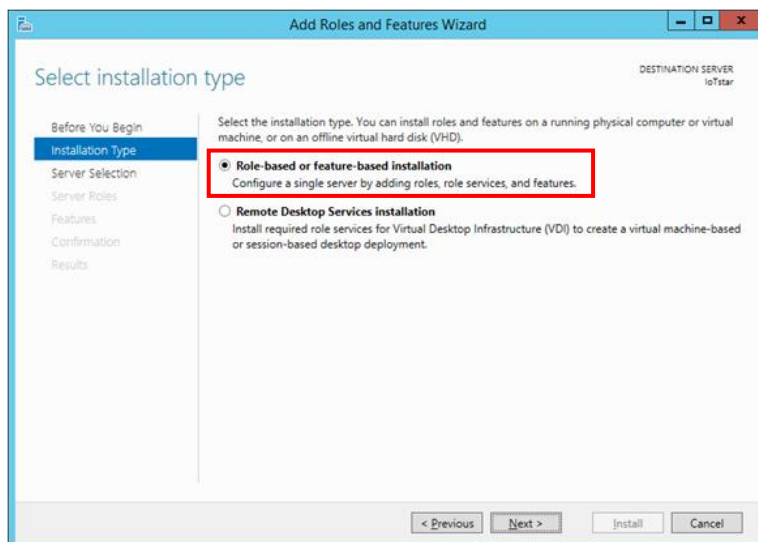 Add Roles and Features Wizard
Select installation type
DESTINATION SERVER
IoTstar
Before You Begin
Installation Type
Server Selection
Server Roles
Features
Confirmation
Results
Select the installation type. You can install roles and features on a running physical computer or virtual
machine, or on an offline virtual hard disk (VHD).
Role-based or feature-based installation
Configure a single server by adding roles, role services, and features.
Remote Desktop Services installation
Install required role services for Virtual Desktop Infrastructure (VDI) to create a virtual machine-based
or session-based desktop deployment.
< Previous
Next >
Install
Cancel